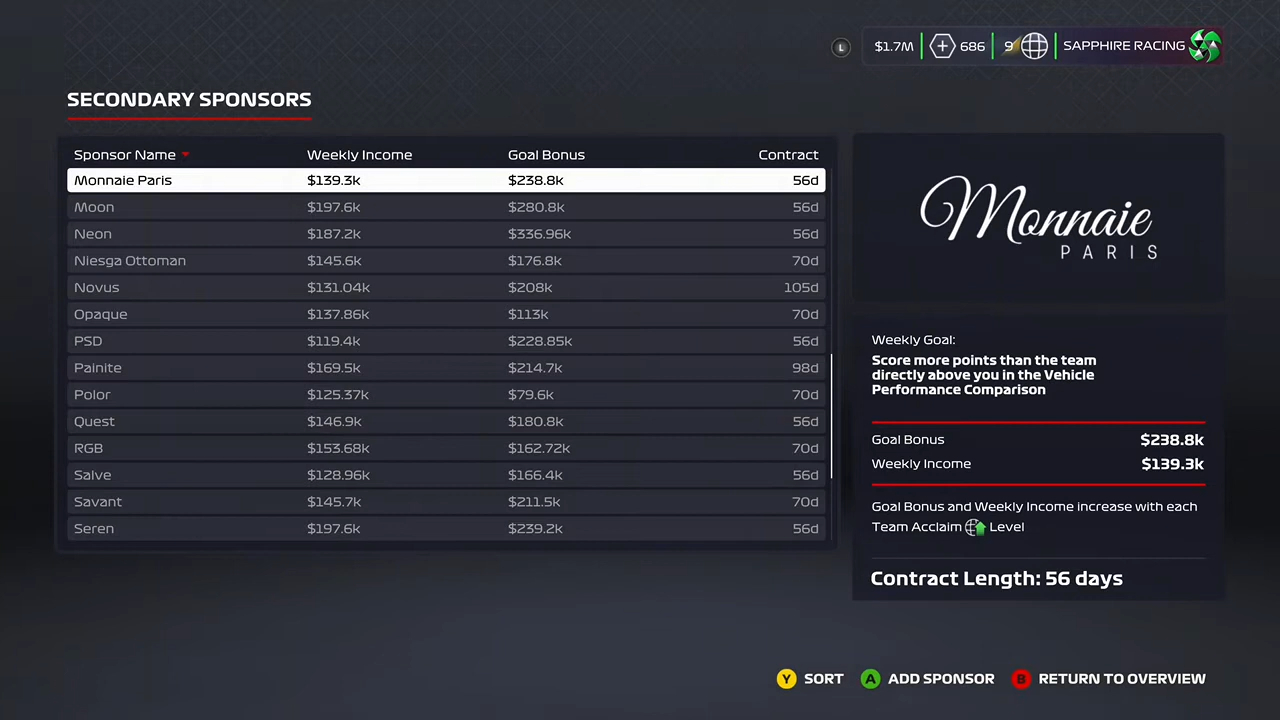 L $1.7M 686 9 SAPPHIRE RACING
SECONDARY SPONSORS
Sponsor Name Weekly Income Goal Bonus Contract
Monnaie Paris $139.3k $238.8k 56d
Moon $197.6k $280.8k 56d
Neon $187.2k $336.96k 56d
Niesga Ottoman $145.6k $176.8k 70d
Novus $131.04k $208k 105d
Opaque $137.86k $113k 70d
PSD $119.4k $228.85k 56d
Painite $169.5k $214.7k 98d
Polor $125.37k $79.6k 70d
Quest $146.9k $180.8k 56d
RGB $153.68k $162.72k 70d
Salve $128.96k $166.4k 56d
Savant $145.7k $211.5k 70d
Seren $197.6k $239.2k 56d
Monnaie
PARIS
Weekly Goal:
Score more points than the team
directly above you in the Vehicle
Performance Comparison
Goal Bonus $238.8k
Weekly Income $139.3k
Goal Bonus and Weekly Income increase with each
Team Acclaim Level
Contract Length: 56 days
Y SORT A ADD SPONSOR B RETURN TO OVERVIEW